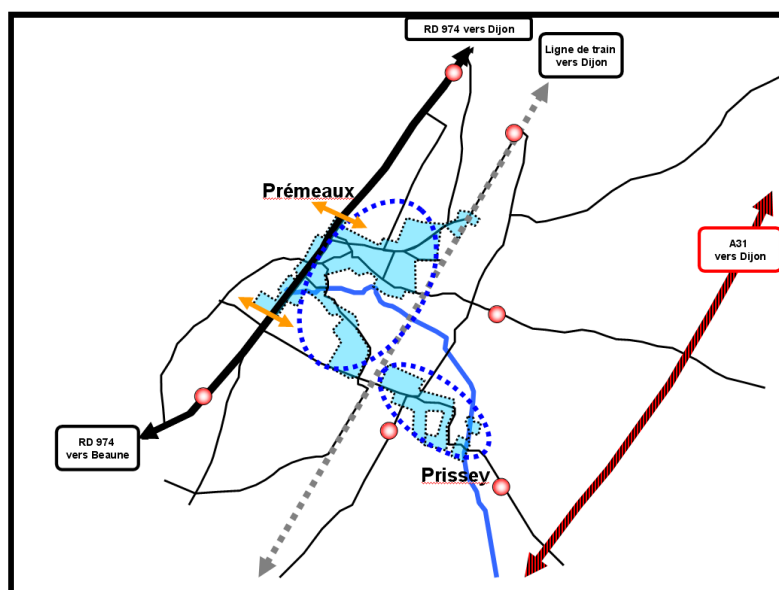 RD 974 vers Dijon
Ligne de train
vers Dijon
Prémeaux
A31
vers Dijon
RD 974
vers Beaune
Prissey